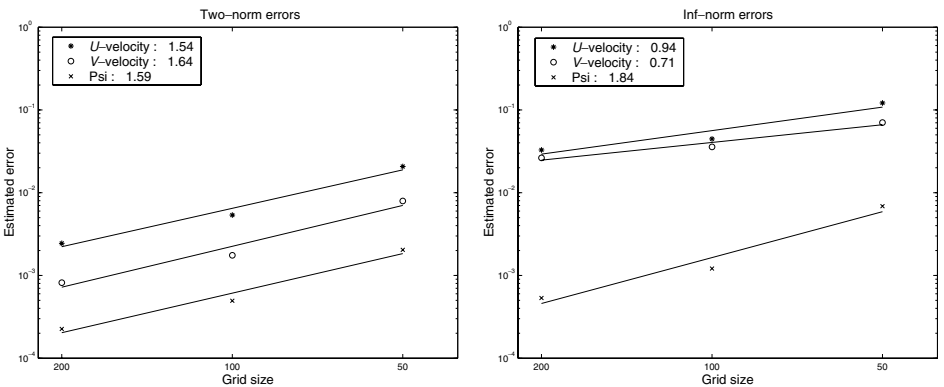 Two−norm errors
10^0
10^−1
10^−2
10^−3
10^−4
Estimated error
U−velocity : 1.54
V−velocity : 1.64
Psi : 1.59
200
100
50
Grid size
Inf−norm errors
10^0
10^−1
10^−2
10^−3
10^−4
Estimated error
U−velocity : 0.94
V−velocity : 0.71
Psi : 1.84
200
100
50
Grid size